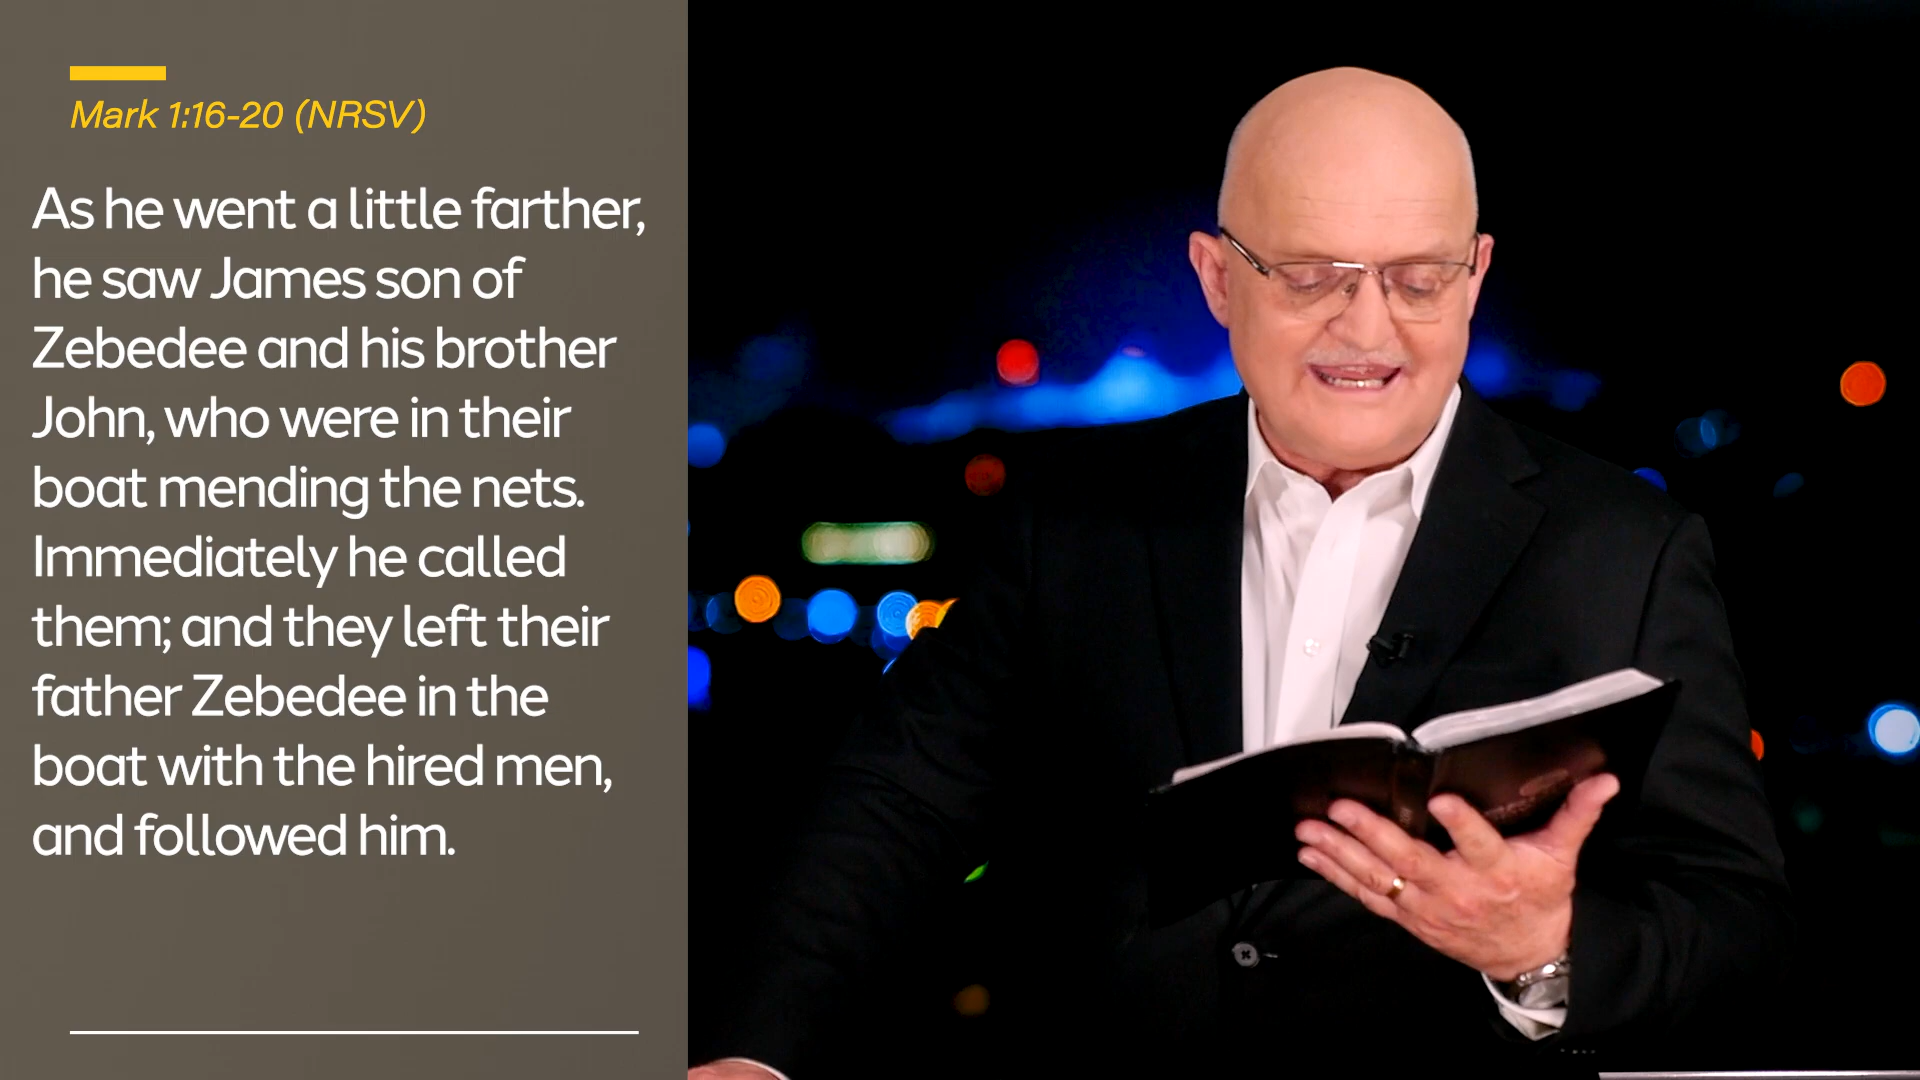 Mark 1:16-20 (NRSV)
As he went a little farther,
he saw James son of
Zebedee and his brother
John, who were in their
boat mending the nets.
Immediately he called
them; and they left their
father Zebedee in the
boat with the hired men,
and followed him.